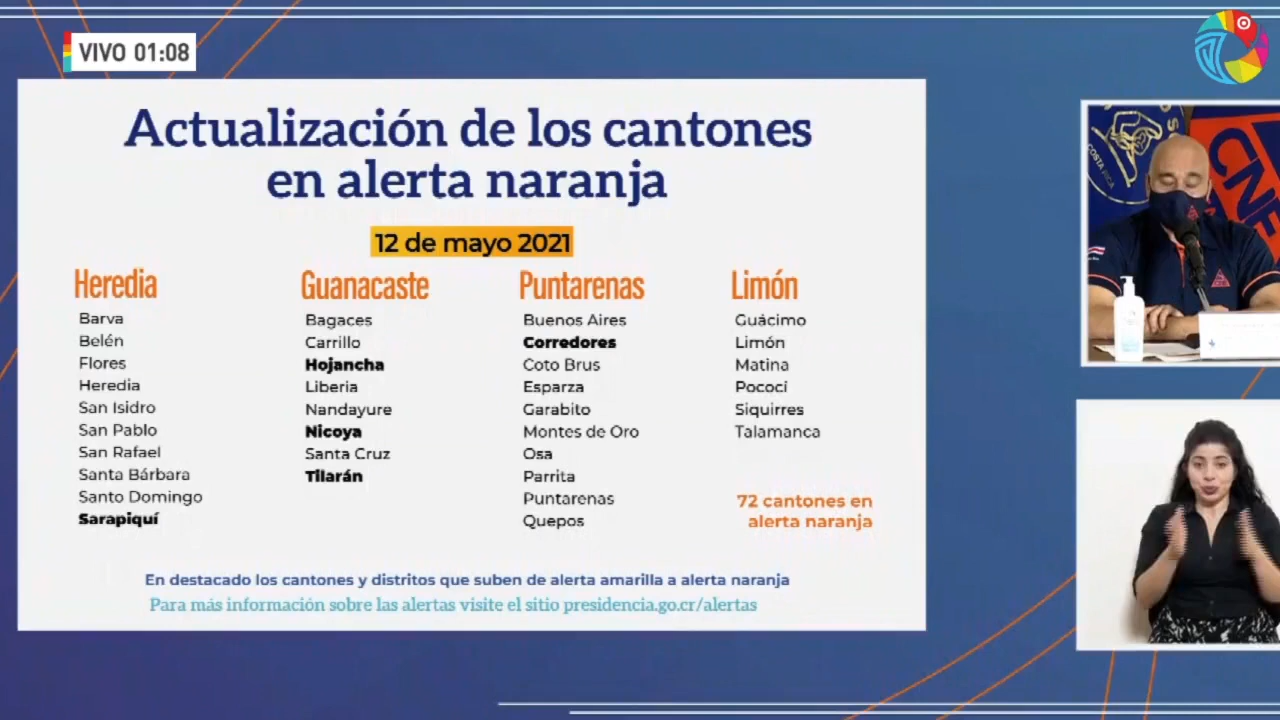 VIVO 01:08
Actualización de los cantones
en alerta naranja
12 de mayo 2021
Heredia
Barva
Belén
Flores
Heredia
San Isidro
San Pablo
San Rafael
Santa Bárbara
Santo Domingo
Sarapiquí
Guanacaste
Bagaces
Carrillo
Hojancha
Liberia
Nandayure
Nicoya
Santa Cruz
Tilarán
Puntarenas
Buenos Aires
Corredores
Coto Brus
Esparza
Garabito
Montes de Oro
Osa
Parrita
Puntarenas
Quepos
Limón
Guácimo
Limón
Matina
Pococí
Siquirres
Talamanca
72 cantones en
alerta naranja
En destacado los cantones y distritos que suben de alerta amarilla a alerta naranja
Para más información sobre las alertas visite el sitio presidencia.go.cr/alertas
COSTA RICA
CNE